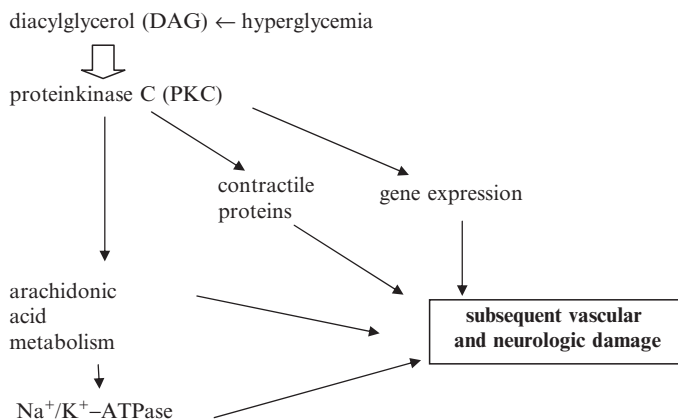 diacylglycerol (DAG) ← hyperglycemia
proteinkinase C (PKC)
contractile
proteins
gene expression
arachidonic
acid
metabolism
subsequent vascular
and neurologic damage
Na⁺/K⁺–ATPase